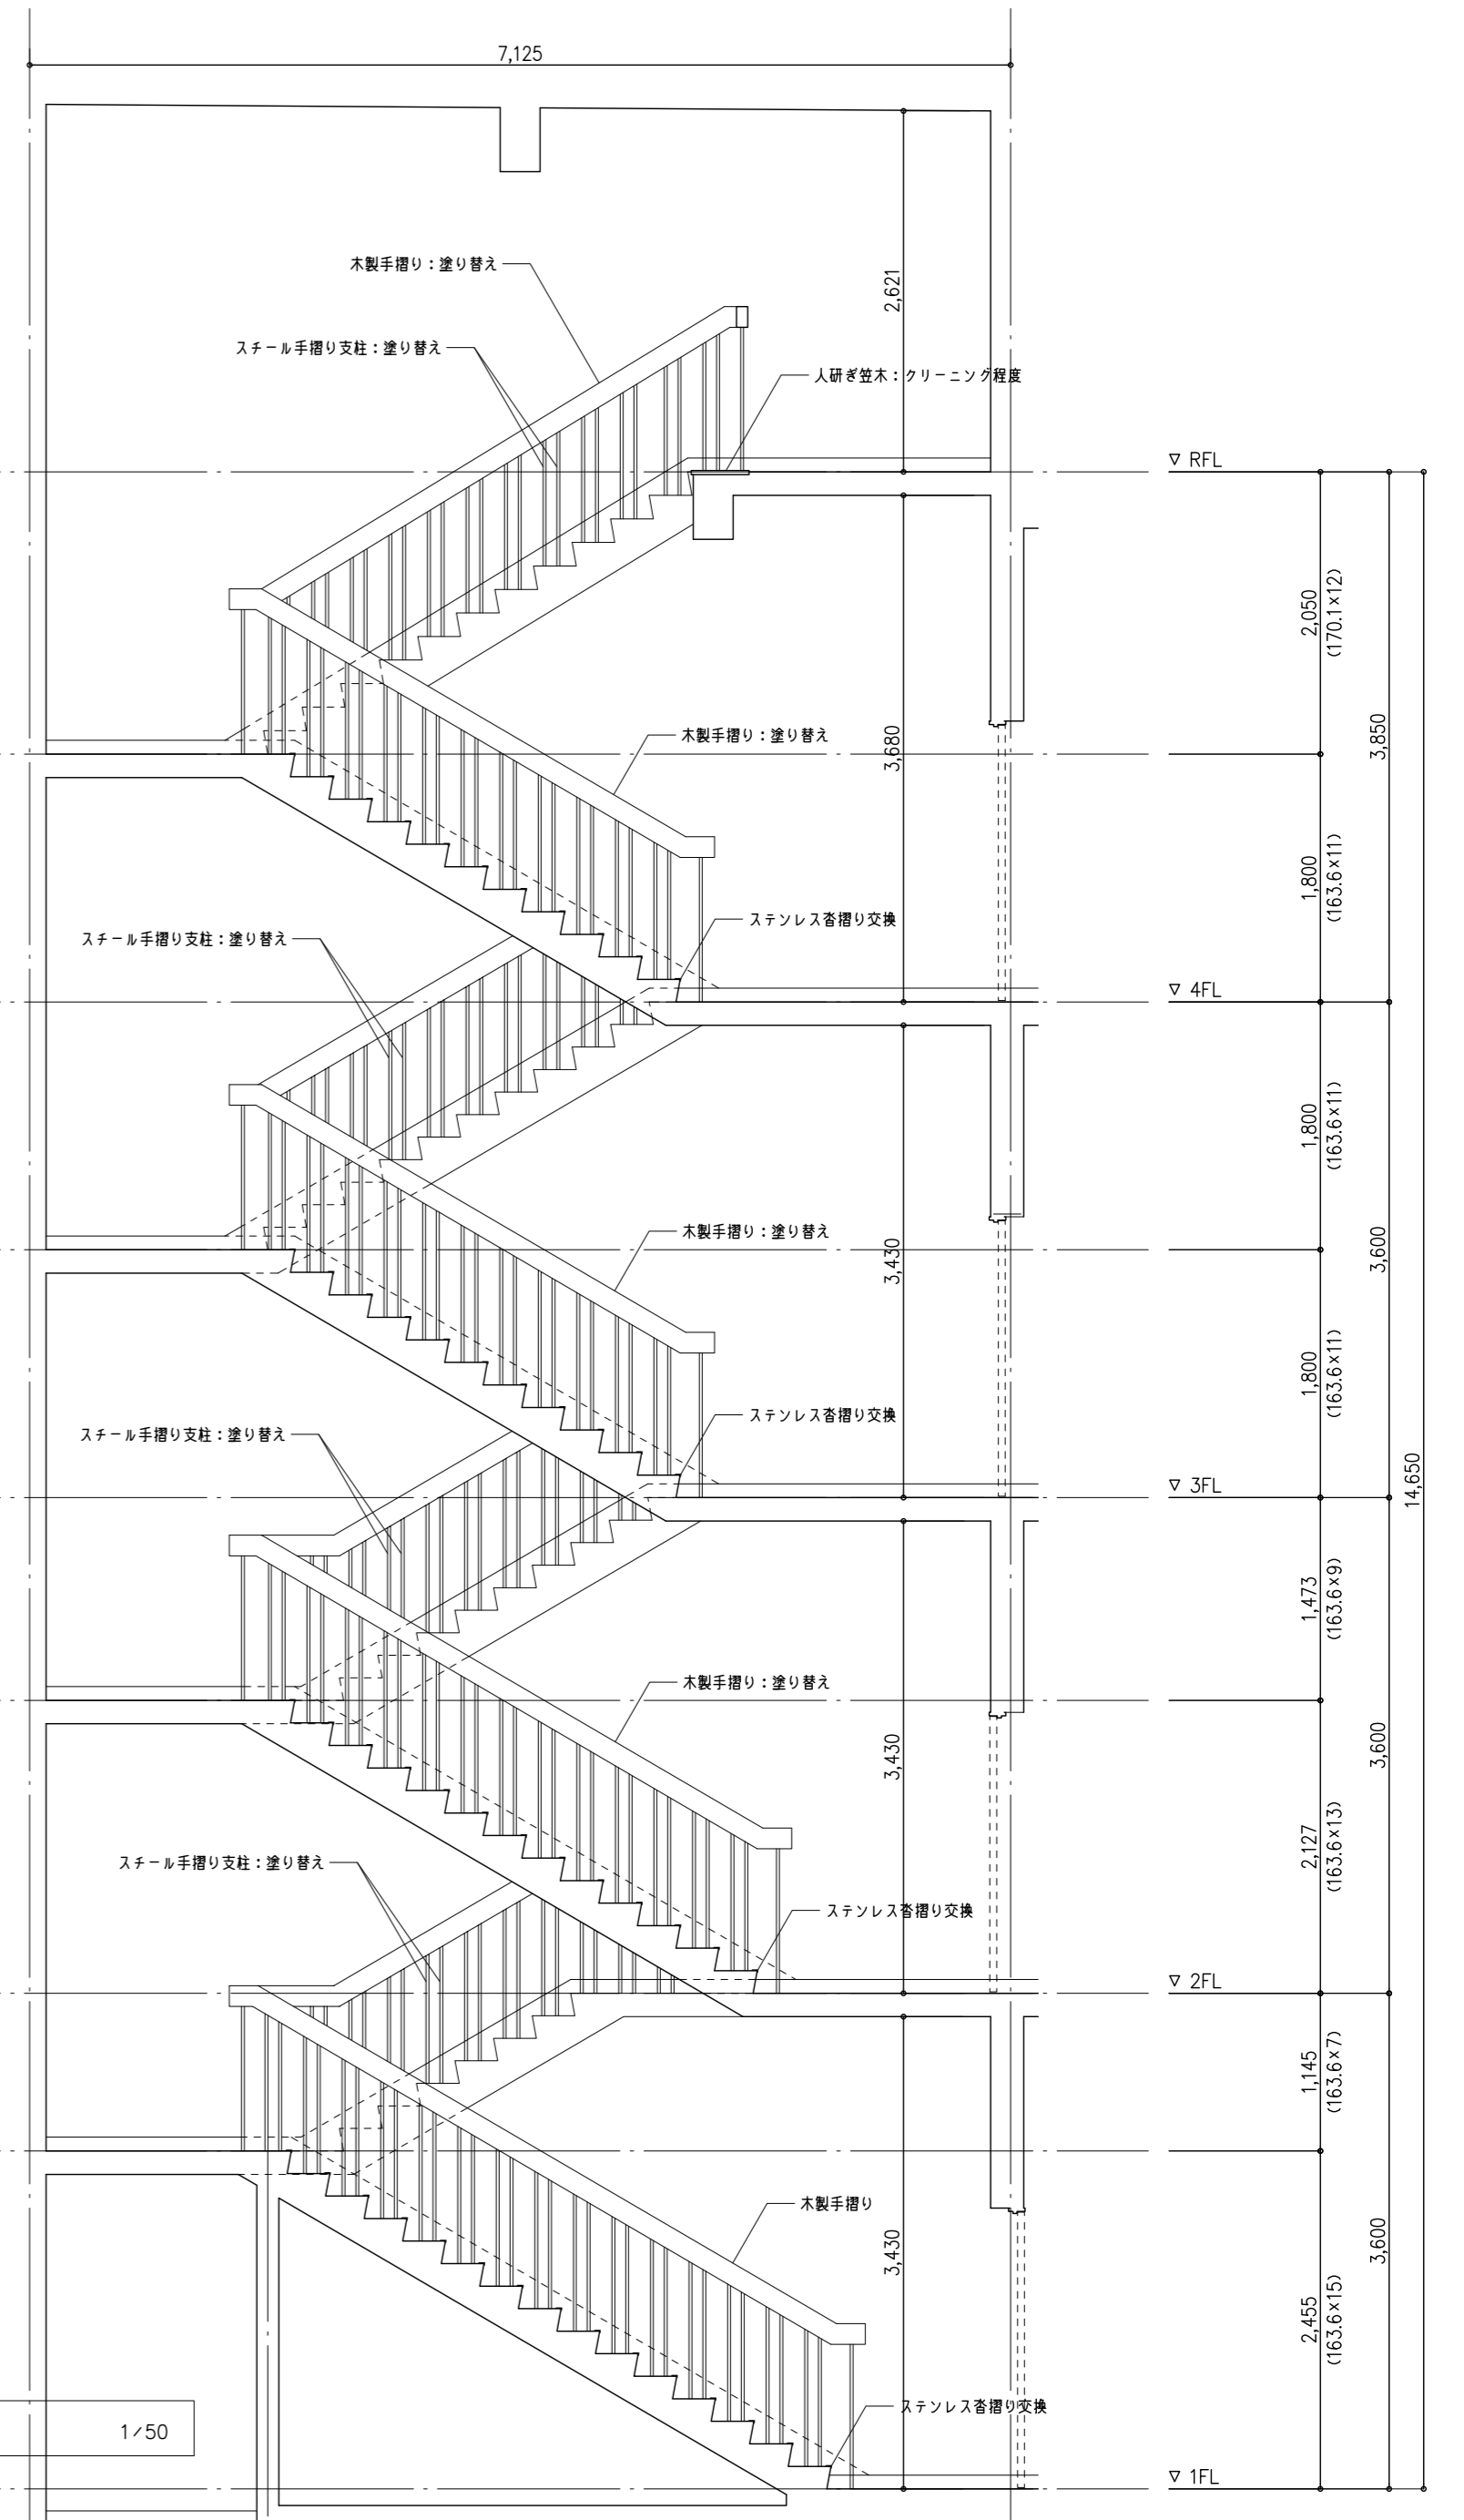 7,125
木製手摺り：塗り替え
2,621
スチール手摺り支柱：塗り替え
人研ぎ笠木：クリーニング程度
▽ RFL
2,050
(170.1×12)
木製手摺り：塗り替え
3,680
3,850
1,800
(163.6×11)
ステンレス沓摺り交換
スチール手摺り支柱：塗り替え
▽ 4FL
1,800
(163.6×11)
木製手摺り：塗り替え
3,430
3,600
1,800
(163.6×11)
ステンレス沓摺り交換
スチール手摺り支柱：塗り替え
14,650
▽ 3FL
1,473
(163.6×9)
木製手摺り：塗り替え
3,430
3,600
2,127
(163.6×13)
スチール手摺り支柱：塗り替え
ステンレス沓摺り交換
▽ 2FL
1,145
(163.6×7)
木製手摺り
3,430
3,600
2,455
(163.6×15)
ステンレス沓摺り交換
1/50
▽ 1FL